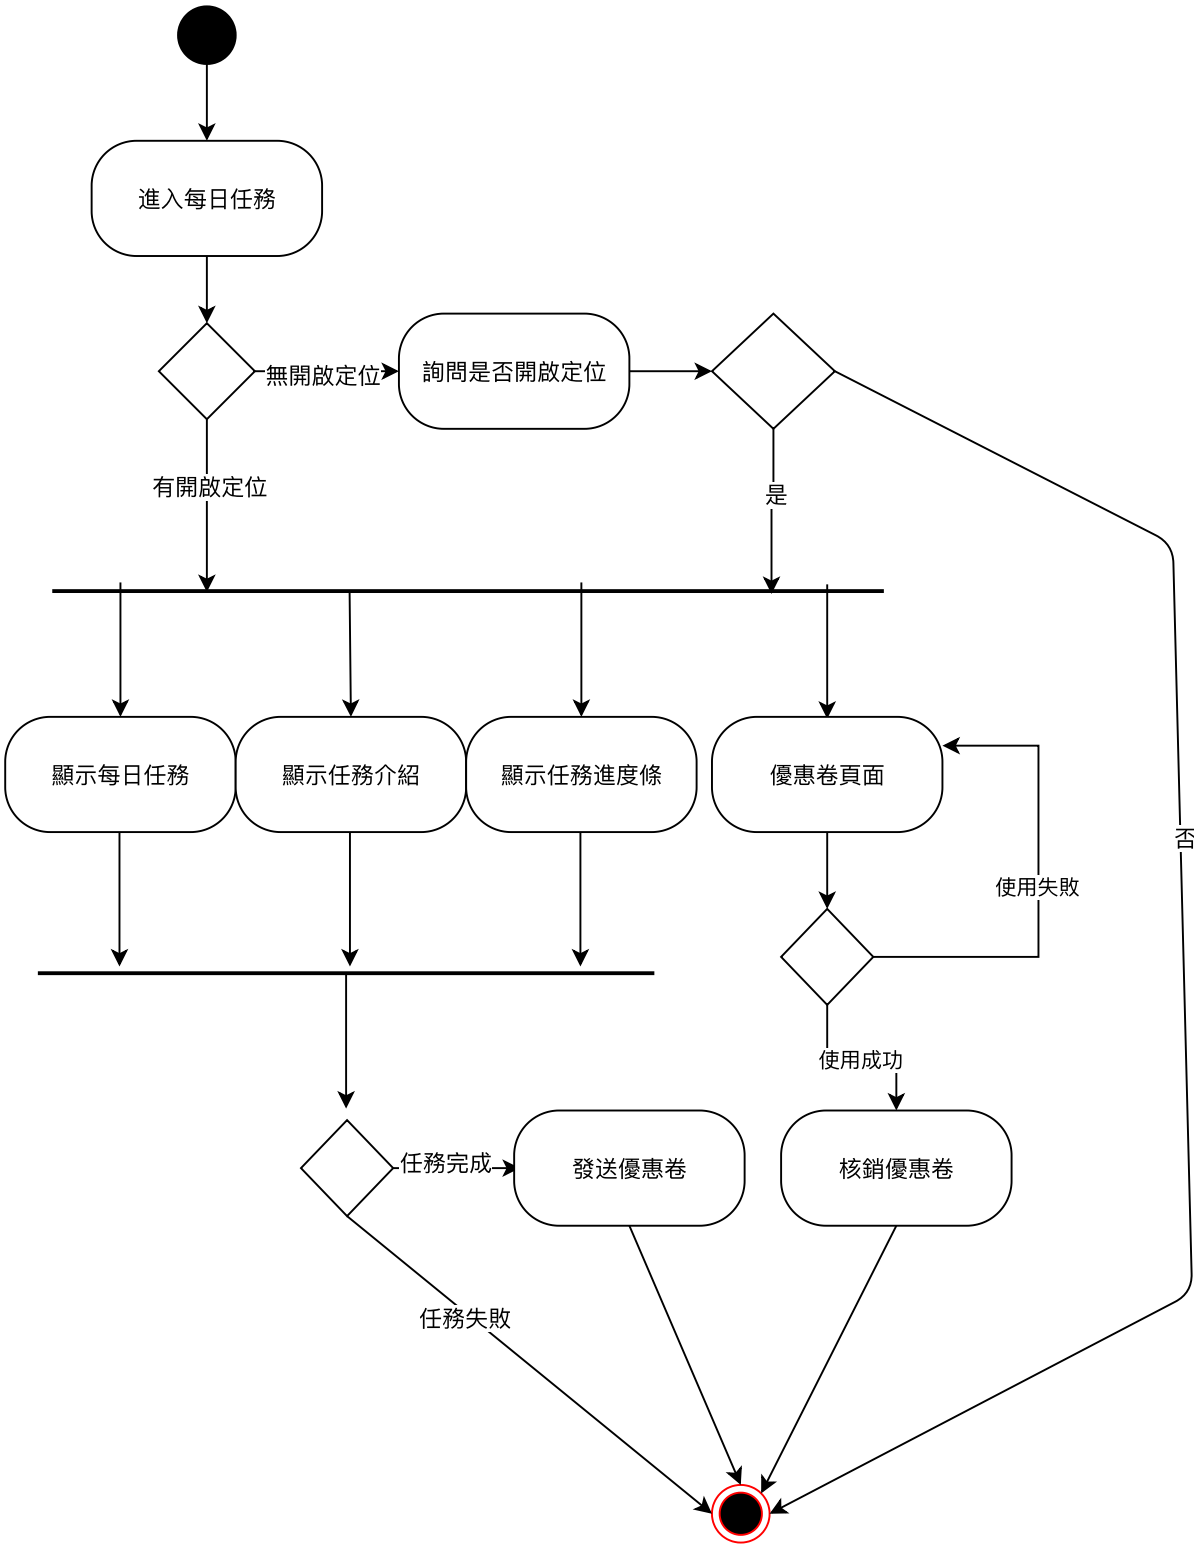 進入每日任務
無開啟定位
詢問是否開啟定位
有開啟定位
是
顯示每日任務
顯示任務介紹
顯示任務進度條
優惠卷頁面
否
使用失敗
使用成功
任務完成
發送優惠卷
核銷優惠卷
任務失敗